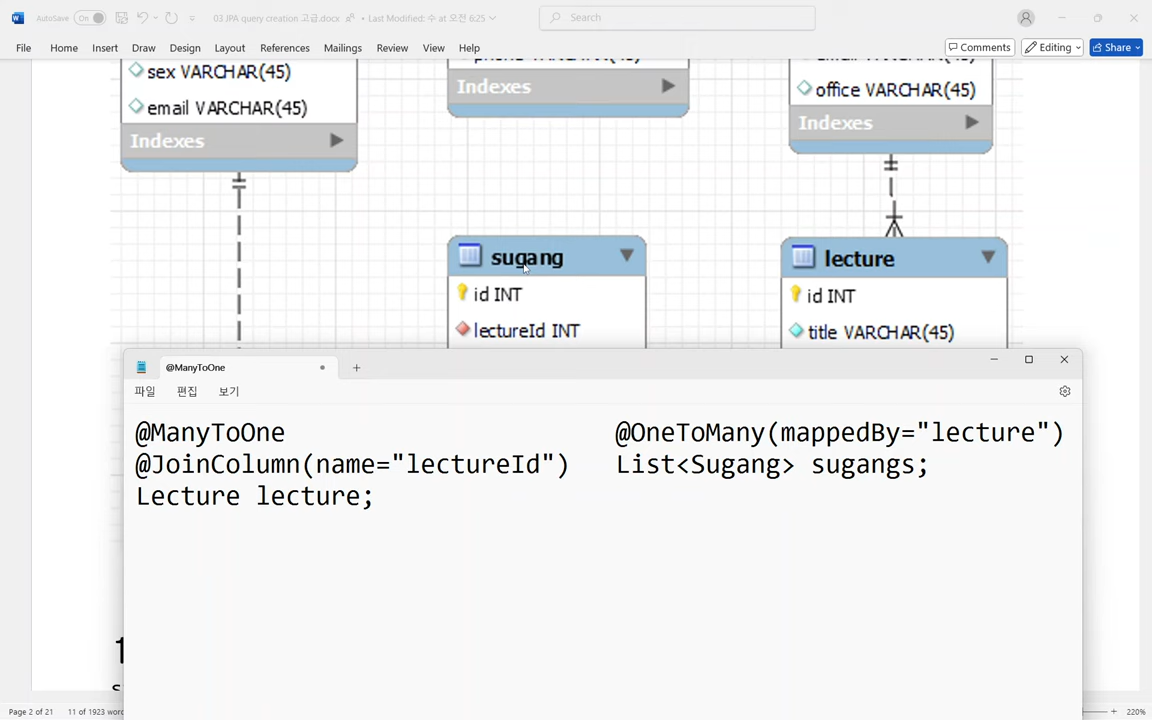 AutoSave On 03 JPA query creation 고급.docx • Last Modified: 수 at 오전 6:25 Search
File Home Insert Draw Design Layout References Mailings Review View Help Comments Editing Share
sex VARCHAR(45)
email VARCHAR(45)
Indexes
Indexes
office VARCHAR(45)
Indexes
sugang
id INT
lectureId INT
lecture
id INT
title VARCHAR(45)
@ManyToOne
파일 편집 보기
@ManyToOne
@JoinColumn(name="lectureId")
Lecture lecture;
@OneToMany(mappedBy="lecture")
List<Sugang> sugangs;
Page 2 of 21 11 of 1923 220%